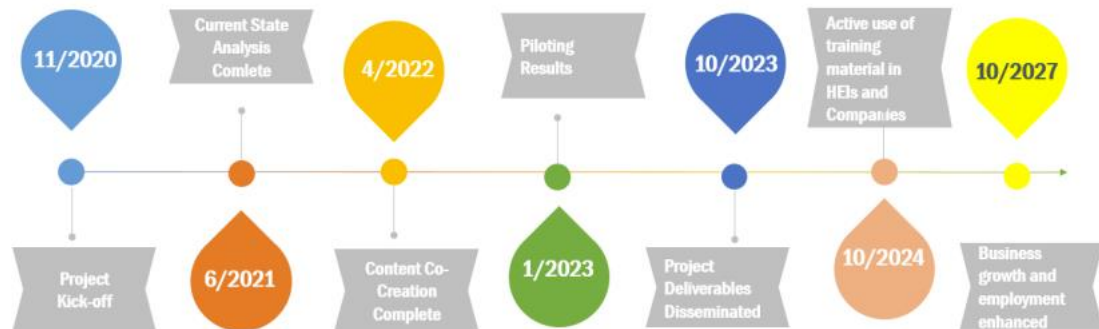 11/2020
Project
Kick-off
Current State
Analysis
Comlete
6/2021
4/2022
Content Co-
Creation
Complete
Piloting
Results
1/2023
10/2023
Project
Deliverables
Disseminated
Active use of
training
material in
HEIs and
Companies
10/2024
10/2027
Business
growth and
employment
enhanced